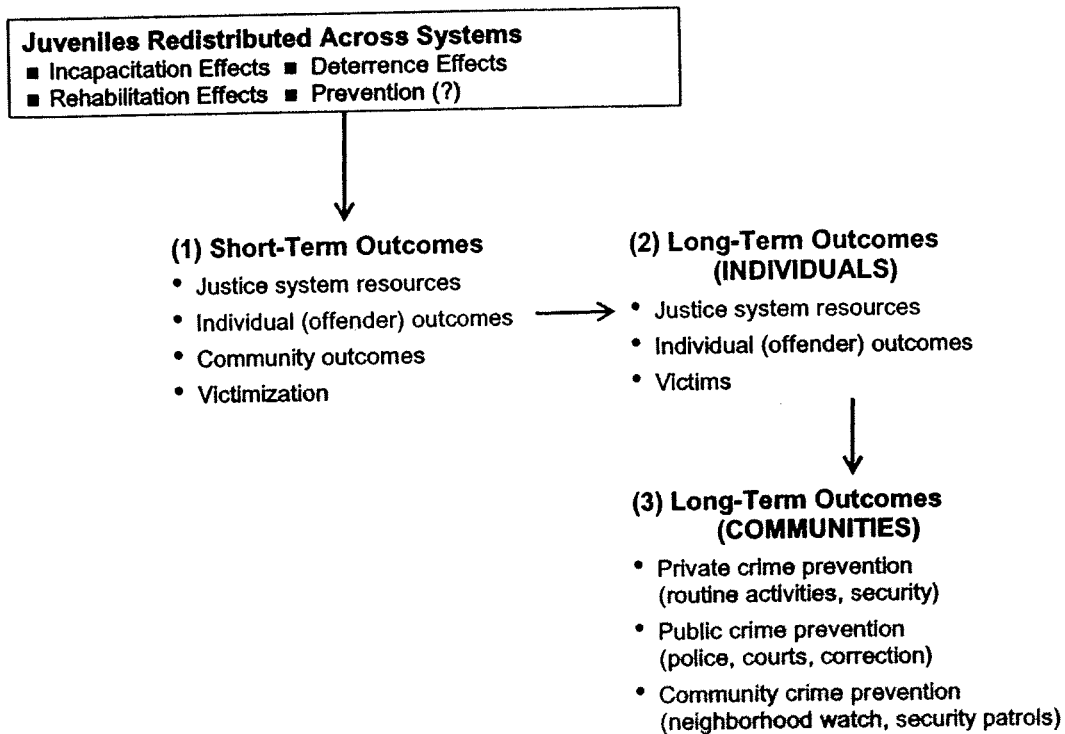 Juveniles Redistributed Across Systems
■ Incapacitation Effects ■ Deterrence Effects
■ Rehabilitation Effects ■ Prevention (?)
(1) Short-Term Outcomes
• Justice system resources
• Individual (offender) outcomes
• Community outcomes
• Victimization
(2) Long-Term Outcomes
(INDIVIDUALS)
• Justice system resources
• Individual (offender) outcomes
• Victims
(3) Long-Term Outcomes
(COMMUNITIES)
• Private crime prevention
(routine activities, security)
• Public crime prevention
(police, courts, correction)
• Community crime prevention
(neighborhood watch, security patrols)